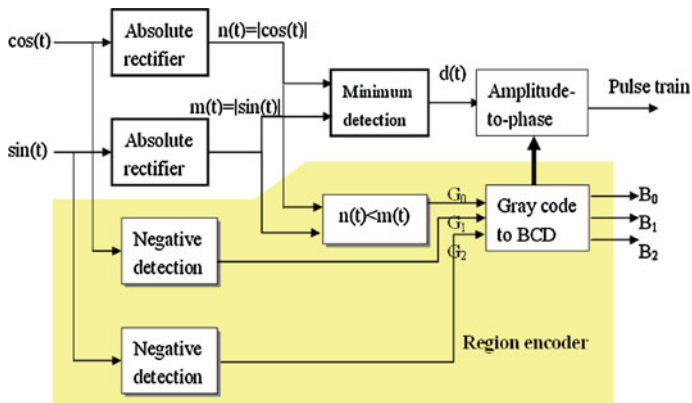 cos(t)
Absolute
rectifier
n(t)=|cos(t)|
m(t)=|sin(t)|
sin(t)
Absolute
rectifier
Minimum
detection
d(t)
Amplitude-
to-phase
Pulse train
n(t)<m(t)
G₀
G₁
G₂
Gray code
to BCD
B₀
B₁
B₂
Negative
detection
Negative
detection
Region encoder